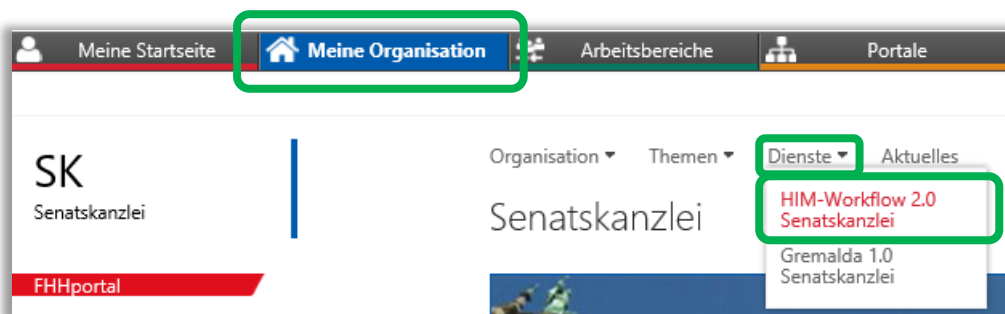 Meine Startseite Meine Organisation Arbeitsbereiche Portale
SK
Senatskanzlei
FHHportal
Organisation Themen Dienste Aktuelles
Senatskanzlei
HIM-Workflow 2.0
Senatskanzlei
Gremalda 1.0
Senatskanzlei